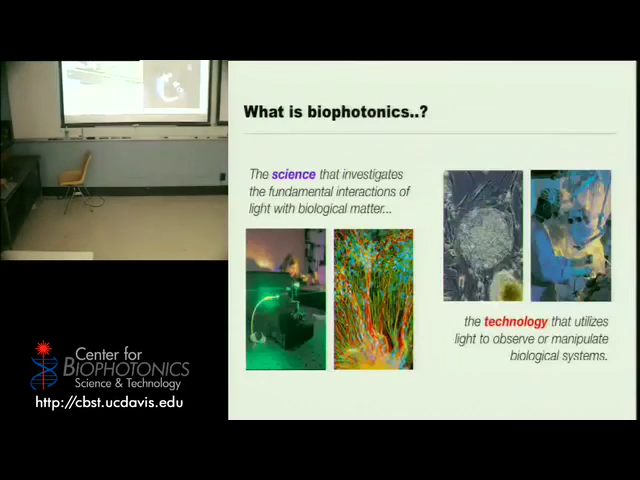 What is biophotonics..?
The science that investigates
the fundamental interactions of
light with biological matter...
the technology that utilizes
light to observe or manipulate
biological systems.
Center for
BIOPHOTONICS
Science & Technology
http://cbst.ucdavis.edu